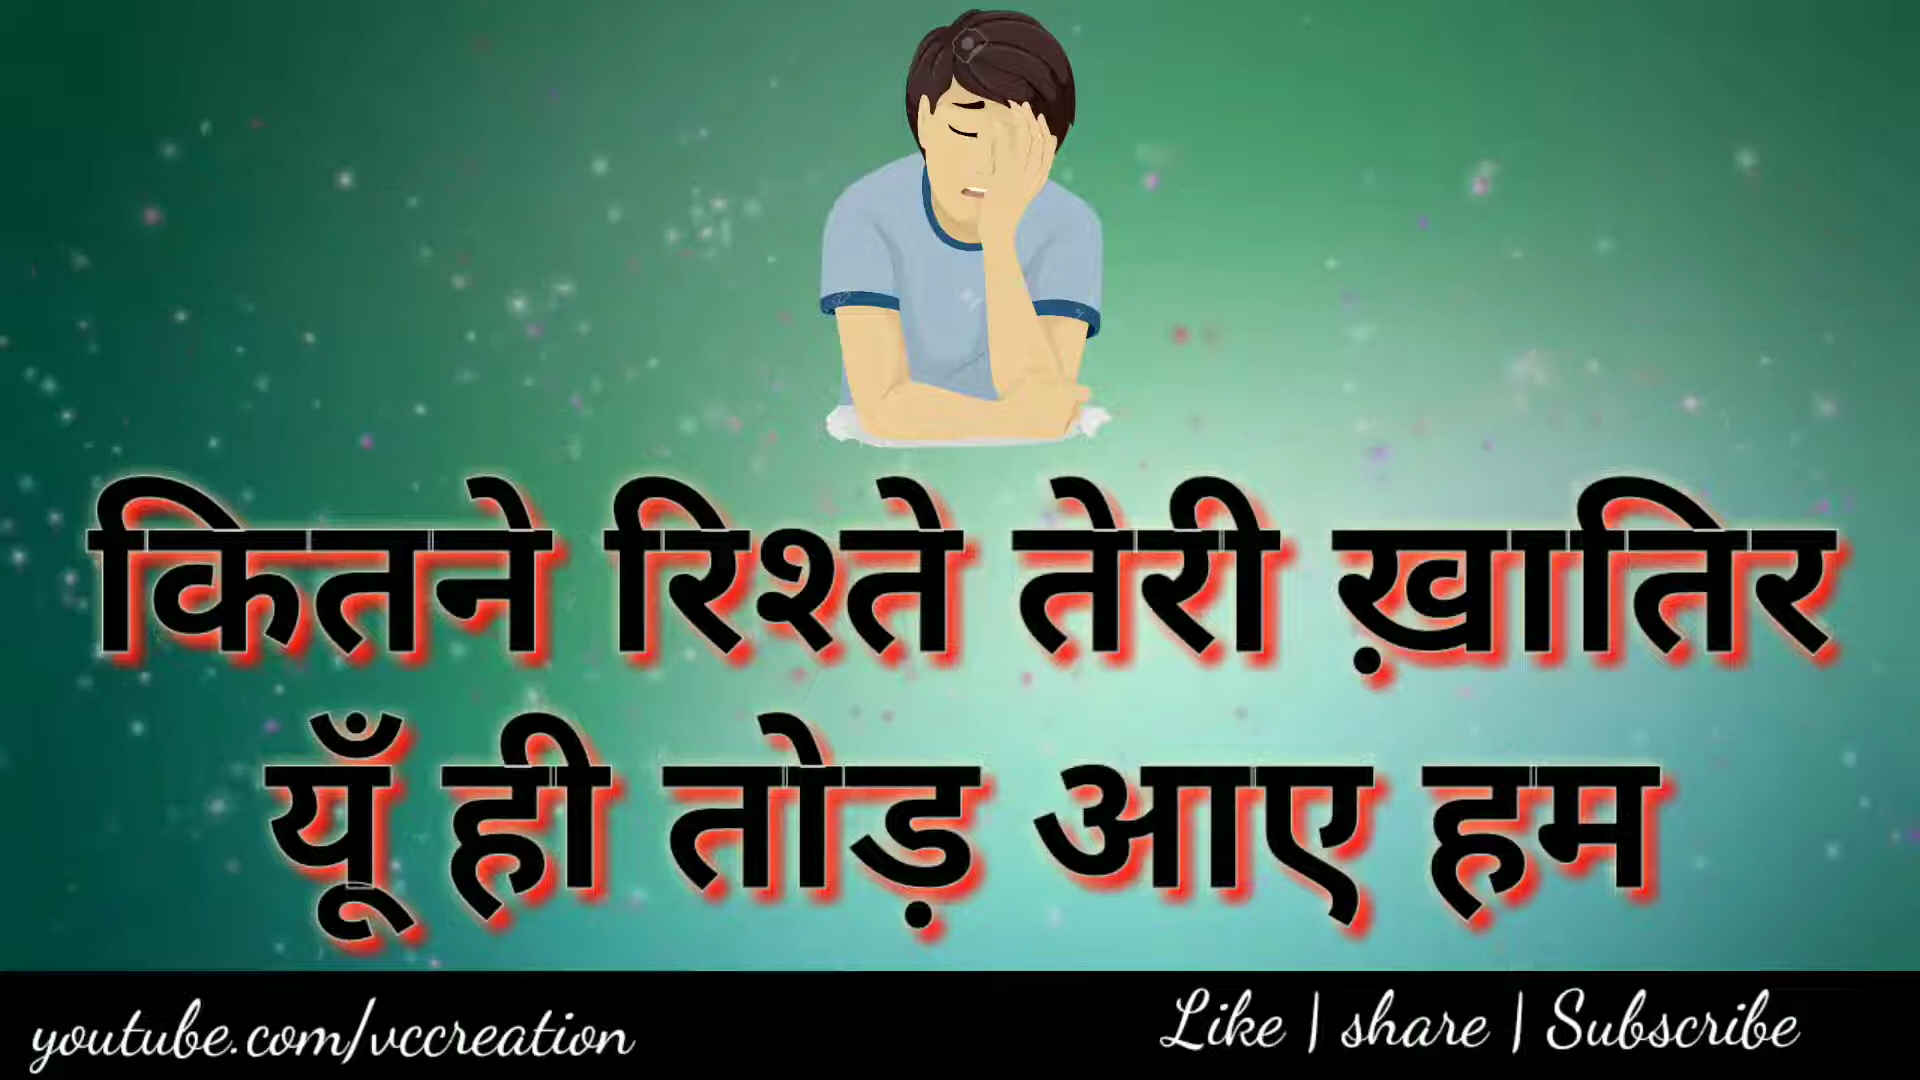 कितने रिश्ते तेरी ख़ातिर
यूँ ही तोड़ आए हम
youtube.com/vccreation
Like | share | Subscribe